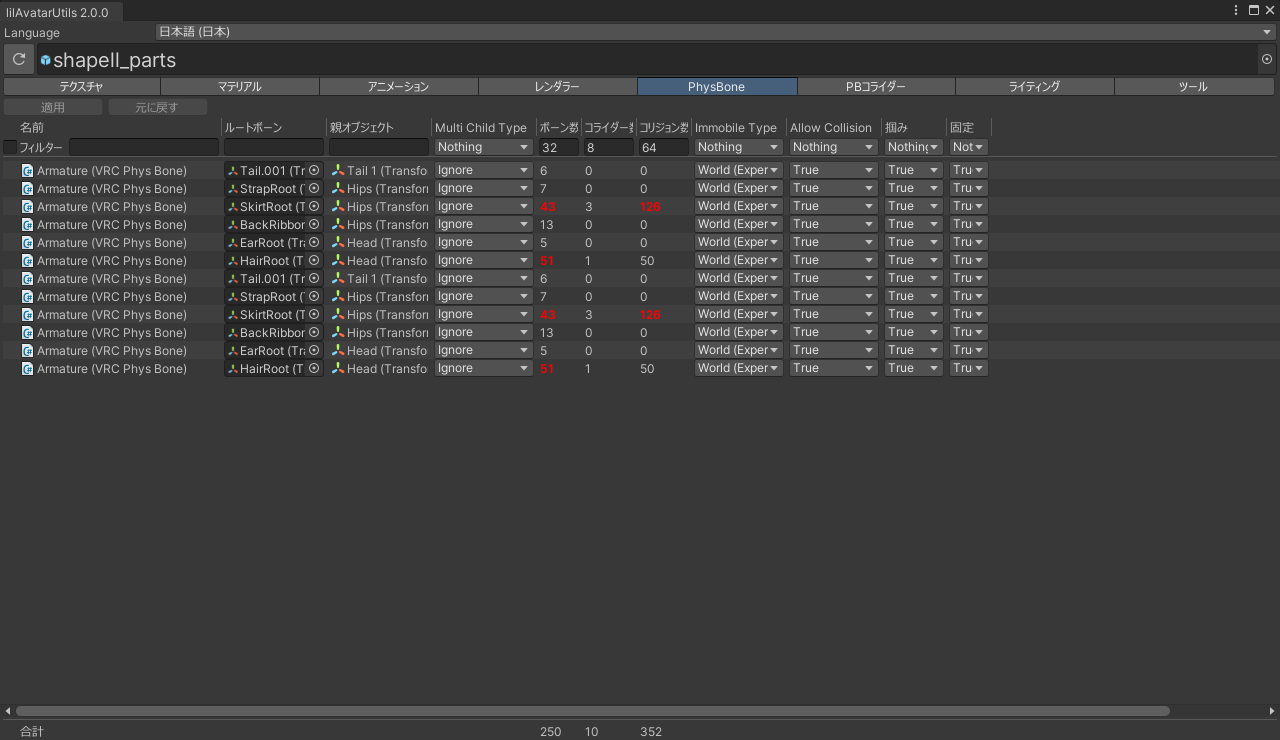 lilAvatarUtils 2.0.0
Language 日本語 (日本)
shapell_parts
テクスチャ マテリアル アニメーション レンダラー PhysBone PBコライダー ライティング ツール
適用 元に戻す
名前 ルートボーン 親オブジェクト Multi Child Type ボーン数 コライダー数 コリジョン数 Immobile Type Allow Collision 掴み 固定
フィルター Nothing 32 8 64 Nothing Nothing Nothing Not
Armature (VRC Phys Bone) Tail.001 (Tr Tail 1 (Transfo Ignore 6 0 0 World (Exper True True Tru
Armature (VRC Phys Bone) StrapRoot (T Hips (Transforr Ignore 7 0 0 World (Exper True True Tru
Armature (VRC Phys Bone) SkirtRoot (T Hips (Transforr Ignore 43 3 126 World (Exper True True Tru
Armature (VRC Phys Bone) BackRibbon Hips (Transforr Ignore 13 0 0 World (Exper True True Tru
Armature (VRC Phys Bone) EarRoot (Tra Head (Transfo Ignore 5 0 0 World (Exper True True Tru
Armature (VRC Phys Bone) HairRoot (T Head (Transfo Ignore 51 1 50 World (Exper True True Tru
Armature (VRC Phys Bone) Tail.001 (Tr Tail 1 (Transfo Ignore 6 0 0 World (Exper True True Tru
Armature (VRC Phys Bone) StrapRoot (T Hips (Transforr Ignore 7 0 0 World (Exper True True Tru
Armature (VRC Phys Bone) SkirtRoot (T Hips (Transforr Ignore 43 3 126 World (Exper True True Tru
Armature (VRC Phys Bone) BackRibbon Hips (Transforr Ignore 13 0 0 World (Exper True True Tru
Armature (VRC Phys Bone) EarRoot (Tra Head (Transfo Ignore 5 0 0 World (Exper True True Tru
Armature (VRC Phys Bone) HairRoot (T Head (Transfo Ignore 51 1 50 World (Exper True True Tru
合計 250 10 352